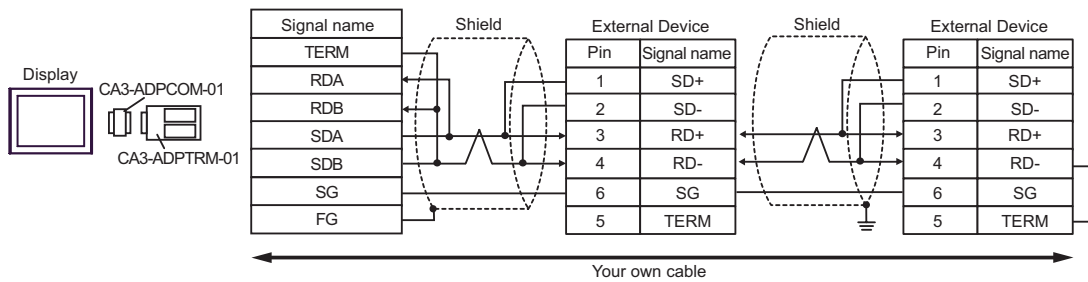 Display
CA3-ADPCOM-01
CA3-ADPTRM-01
Signal name
TERM
RDA
RDB
SDA
SDB
SG
FG
Shield
External Device
Pin Signal name
1 SD+
2 SD-
3 RD+
4 RD-
6 SG
5 TERM
Shield
External Device
Pin Signal name
1 SD+
2 SD-
3 RD+
4 RD-
6 SG
5 TERM
Your own cable